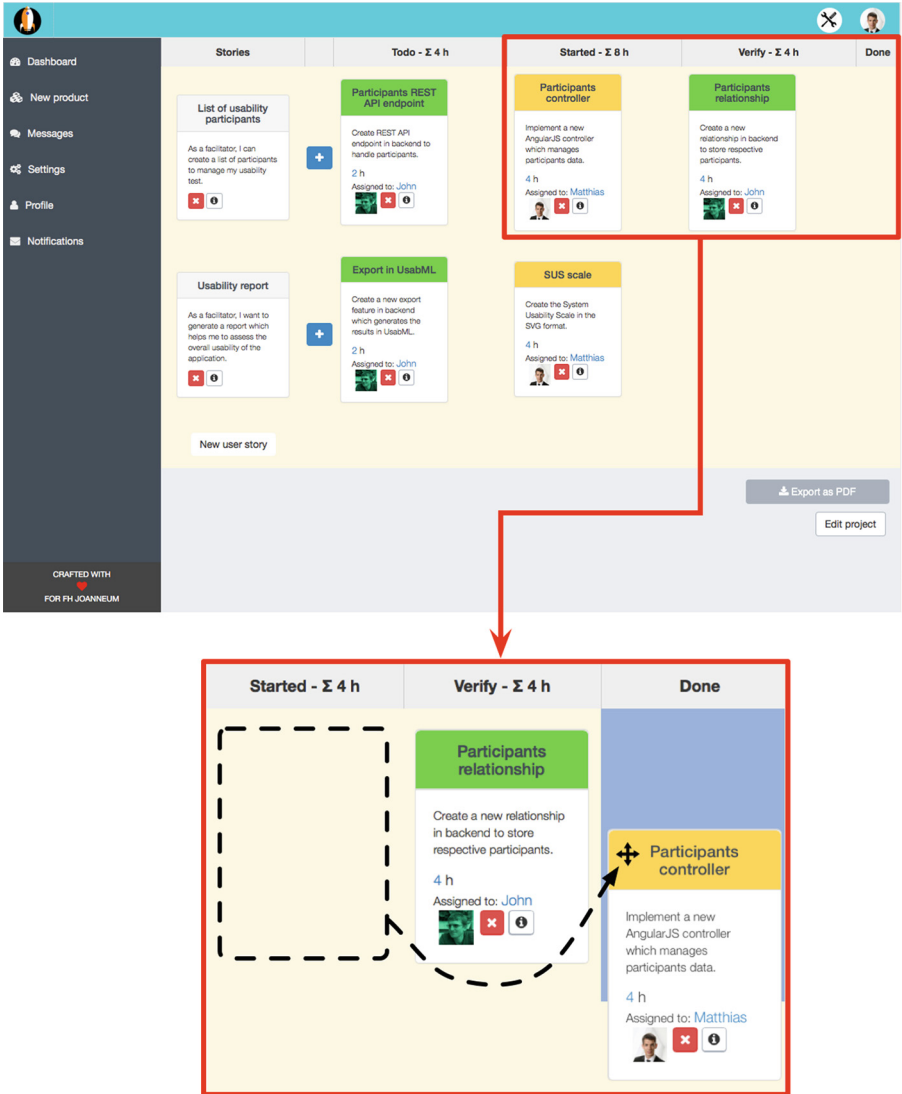 Dashboard
New product
Messages
Settings
Profile
Notifications
CRAFTED WITH
FOR FH JOANNEUM
Stories
Todo - Σ 4 h
Started - Σ 8 h
Verify - Σ 4 h
Done
List of usability
participants
As a facilitator, I can
create a list of participants
to manage my usability
test.
Participants REST
API endpoint
Create REST API
endpoint in backend to
handle participants.
2 h
Assigned to: John
Participants
controller
Implement a new
AngularJS controller
which manages
participants data.
4 h
Assigned to: Matthias
Participants
relationship
Create a new
relationship in backend
to store respective
participants.
4 h
Assigned to: John
Usability report
As a facilitator, I want to
generate a report which
helps me to assess the
overall usability of the
application.
Export in UsabML
Create a new export
feature in backend
which generates the
results in UsabML.
2 h
Assigned to: John
SUS scale
Create the System
Usability Scale in the
SVG format.
4 h
Assigned to: Matthias
New user story
Export as PDF
Edit project
Started - Σ 4 h
Verify - Σ 4 h
Done
Participants
relationship
Create a new relationship
in backend to store
respective participants.
4 h
Assigned to: John
Participants
controller
Implement a new
AngularJS controller
which manages
participants data.
4 h
Assigned to: Matthias